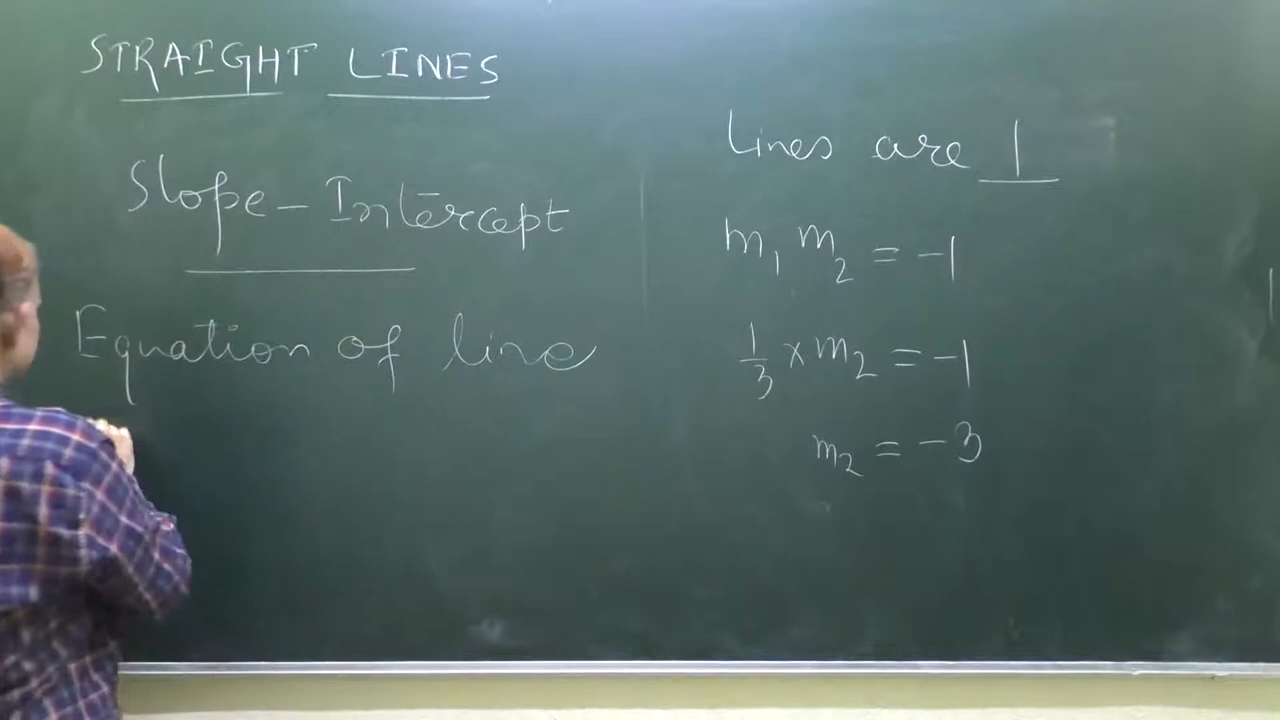 STRAIGHT LINES
Slope-Intercept
Equation of line
Lines are ⊥
m₁ m₂ = -1
1/3 × m₂ = -1
m₂ = -3